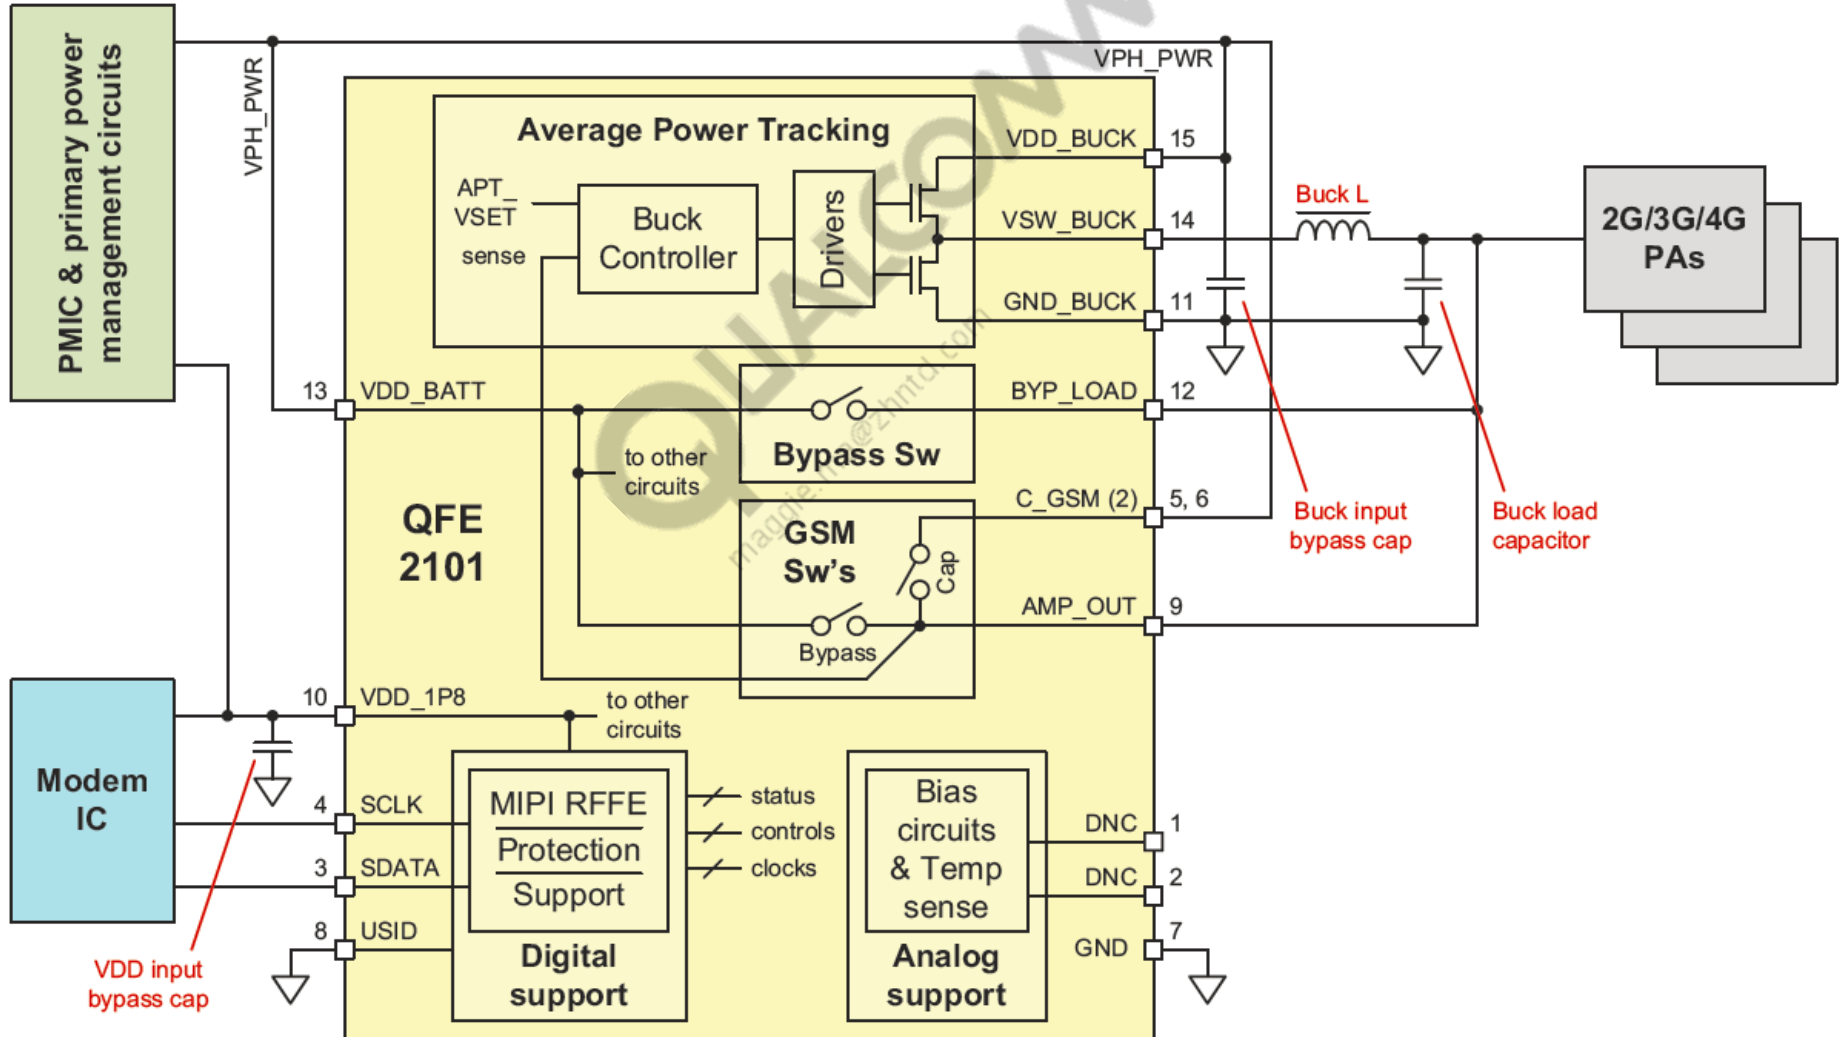 PMIC & primary power
management circuits
VPH_PWR
VPH_PWR
Average Power Tracking
APT_
VSET
sense
Buck
Controller
Drivers
VDD_BUCK
15
VSW_BUCK
14
GND_BUCK
11
Buck L
2G/3G/4G
PAs
13
VDD_BATT
to other
circuits
Bypass Sw
BYP_LOAD
12
QFE
2101
GSM
Sw's
Cap
Bypass
C_GSM (2)
5, 6
AMP_OUT
9
Buck input
bypass cap
Buck load
capacitor
10
VDD_1P8
to other
circuits
Modem
IC
4
SCLK
3
SDATA
8
USID
VDD input
bypass cap
MIPI RFFE
Protection
Support
Digital
support
status
controls
clocks
Bias
circuits
& Temp
sense
Analog
support
DNC
1
DNC
2
GND
7
QUALCOMM